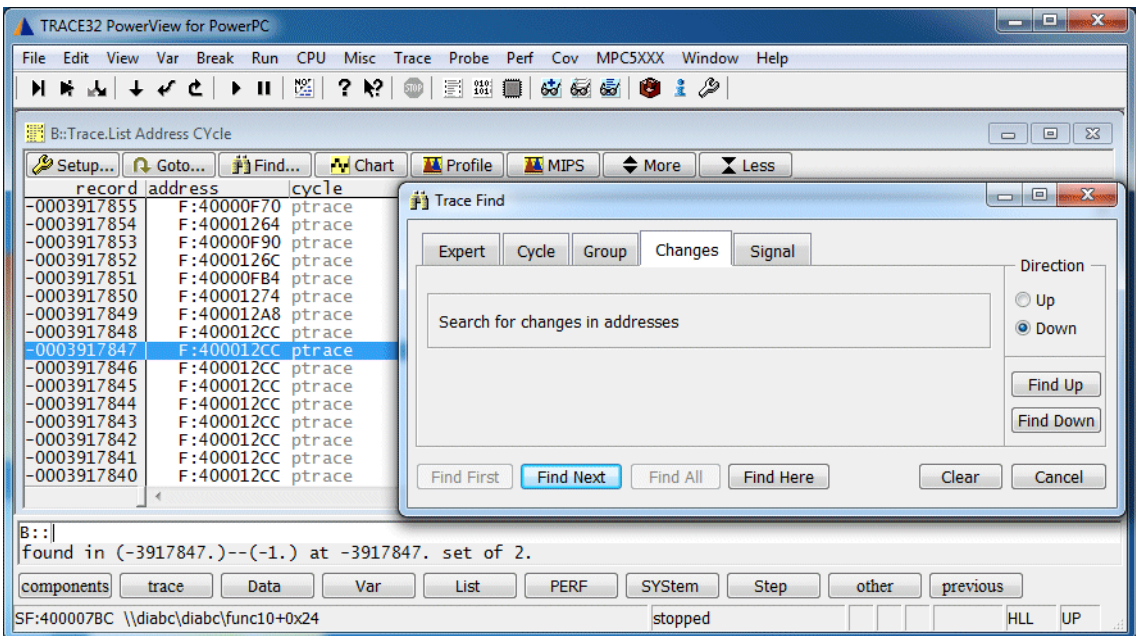 TRACE32 PowerView for PowerPC
File Edit View Var Break Run CPU Misc Trace Probe Perf Cov MPC5XXX Window Help
B::Trace.List Address CYcle
Setup... Goto... Find... Chart Profile MIPS More Less
record address cycle
-0003917855 F:40000F70 ptrace
-0003917854 F:40001264 ptrace
-0003917853 F:40000F90 ptrace
-0003917852 F:4000126C ptrace
-0003917851 F:40000FB4 ptrace
-0003917850 F:40001274 ptrace
-0003917849 F:400012A8 ptrace
-0003917848 F:400012CC ptrace
-0003917847 F:400012CC ptrace
-0003917846 F:400012CC ptrace
-0003917845 F:400012CC ptrace
-0003917844 F:400012CC ptrace
-0003917843 F:400012CC ptrace
-0003917842 F:400012CC ptrace
-0003917841 F:400012CC ptrace
-0003917840 F:400012CC ptrace
Trace Find
Expert Cycle Group Changes Signal
Search for changes in addresses
Direction
Up
Down
Find Up
Find Down
Find First Find Next Find All Find Here Clear Cancel
B::
found in (-3917847.)--(-1.) at -3917847. set of 2.
components trace Data Var List PERF SYStem Step other previous
SF:400007BC \\diabc\diabc\func10+0x24 stopped HLL UP